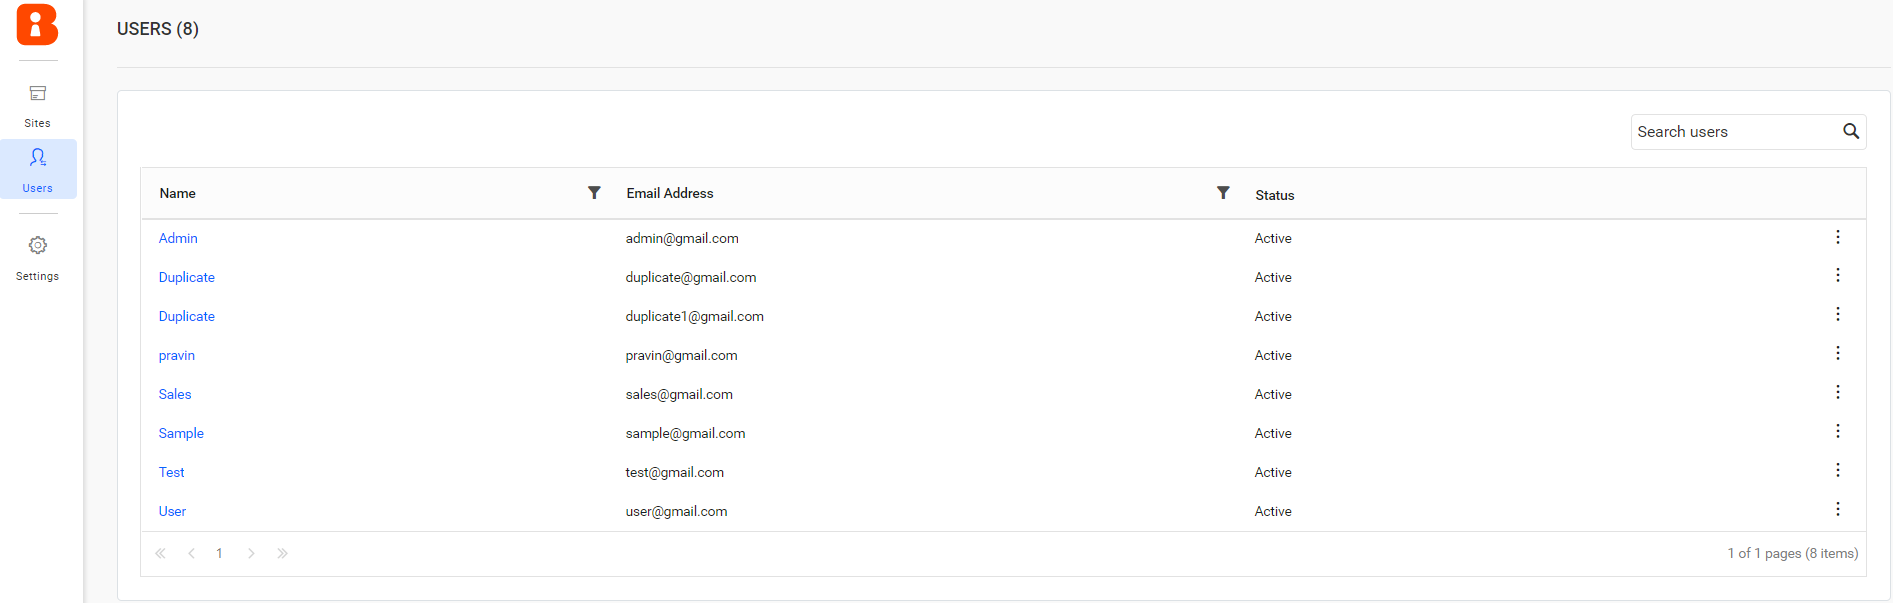 USERS (8)
Sites
Users
Settings
Search users
Name Email Address Status
Admin admin@gmail.com Active
Duplicate duplicate@gmail.com Active
Duplicate duplicate1@gmail.com Active
pravin pravin@gmail.com Active
Sales sales@gmail.com Active
Sample sample@gmail.com Active
Test test@gmail.com Active
User user@gmail.com Active
1 1 of 1 pages (8 items)